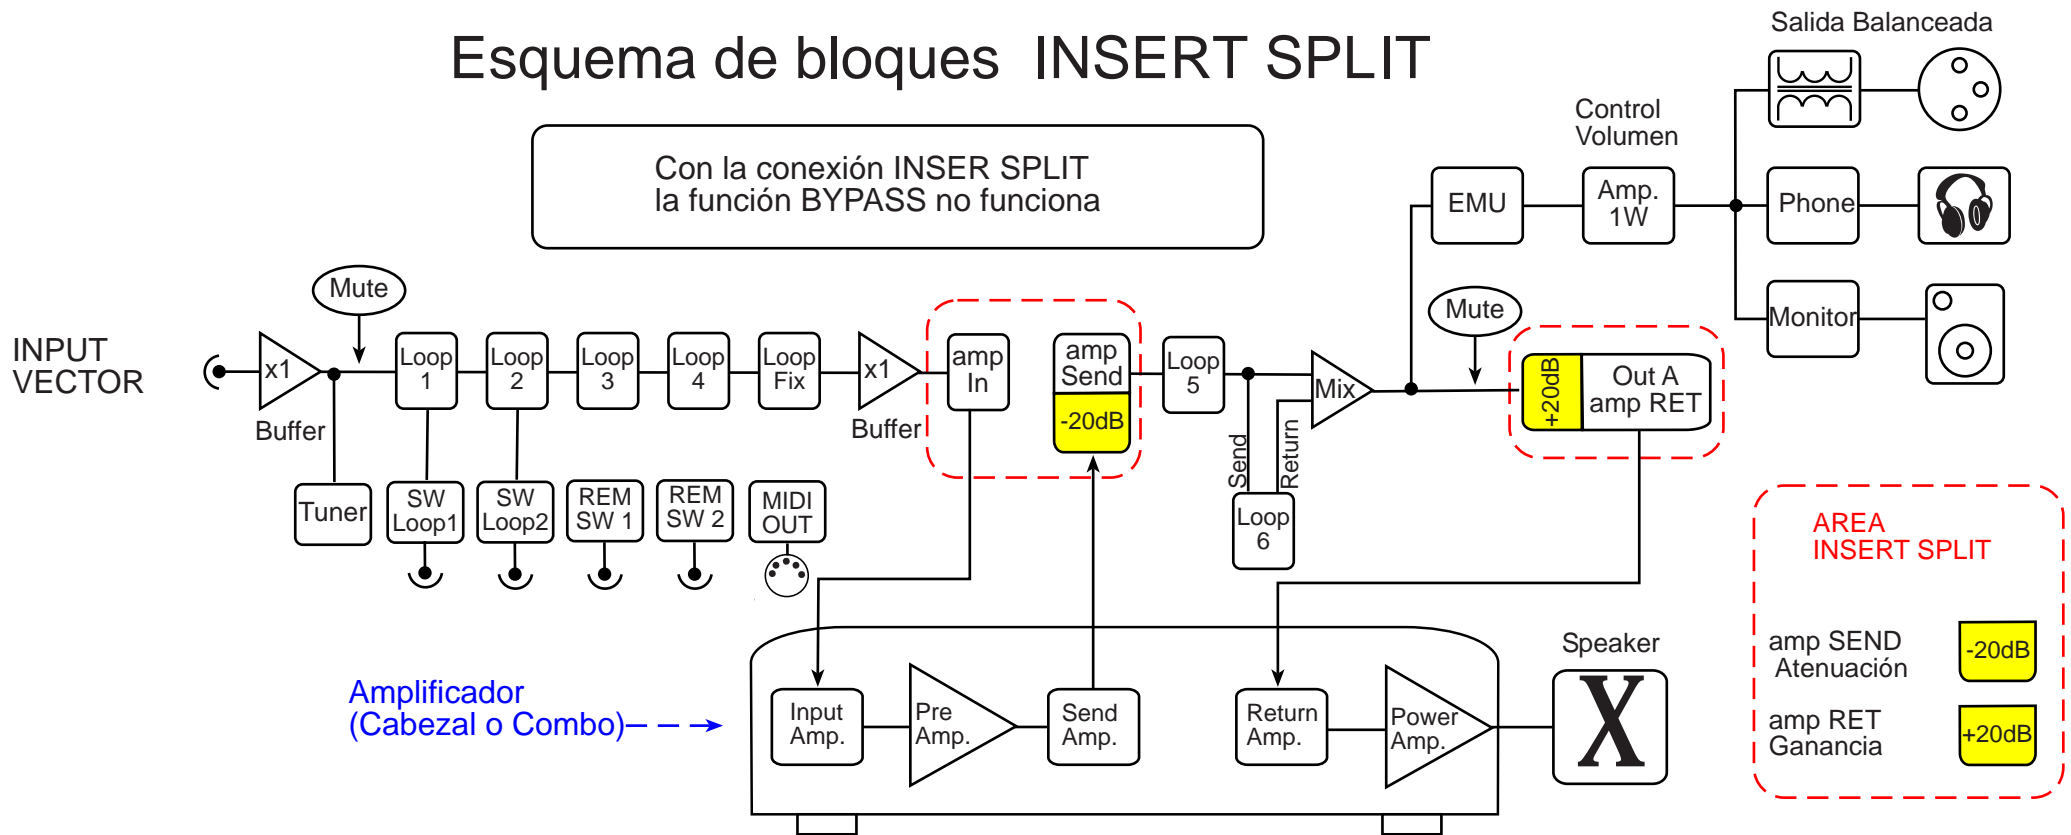 Esquema de bloques INSERT SPLIT
Salida Balanceada
Con la conexión INSER SPLIT
la función BYPASS no funciona
Control
Volumen
EMU
Amp.
1W
Phone
Monitor
Mute
Mute
INPUT
VECTOR
x1
Buffer
Loop
1
Loop
2
Loop
3
Loop
4
Loop
Fix
x1
Buffer
amp
In
amp
Send
-20dB
Loop
5
Mix
Send
Return
Loop
6
+20dB
Out A
amp RET
Tuner
SW
Loop1
SW
Loop2
REM
SW 1
REM
SW 2
MIDI
OUT
AREA
INSERT SPLIT
amp SEND
Atenuación
-20dB
amp RET
Ganancia
+20dB
Amplificador
(Cabezal o Combo)
Input
Amp.
Pre
Amp.
Send
Amp.
Return
Amp.
Power
Amp.
Speaker
X